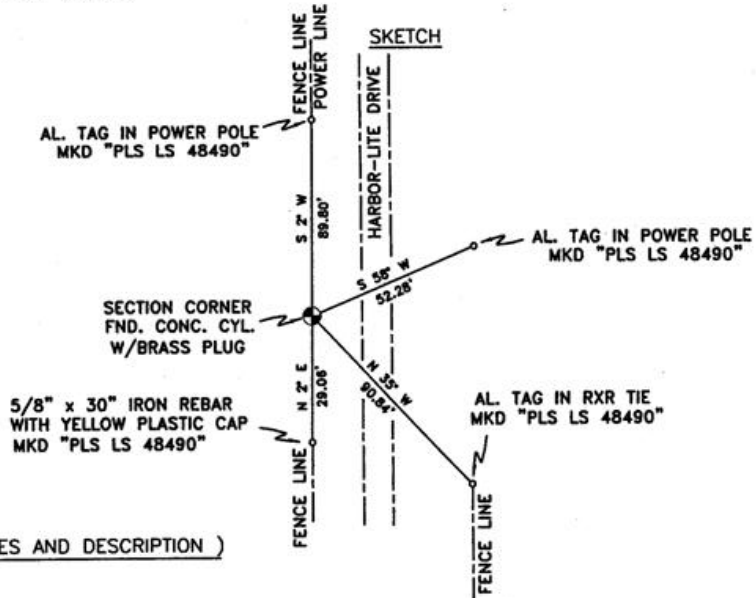 SKETCH
FENCE LINE
POWER LINE
HARBOR-LITE DRIVE
AL. TAG IN POWER POLE
MKD "PLS LS 48490"
S 2° W
89.80'
AL. TAG IN POWER POLE
MKD "PLS LS 48490"
S 58° W
52.28'
SECTION CORNER
FND. CONC. CYL.
W/BRASS PLUG
N 2° E
29.06'
N 35° W
90.84'
5/8" x 30" IRON REBAR
WITH YELLOW PLASTIC CAP
MKD "PLS LS 48490"
AL. TAG IN RXR TIE
MKD "PLS LS 48490"
FENCE LINE
FENCE LINE
ES AND DESCRIPTION )